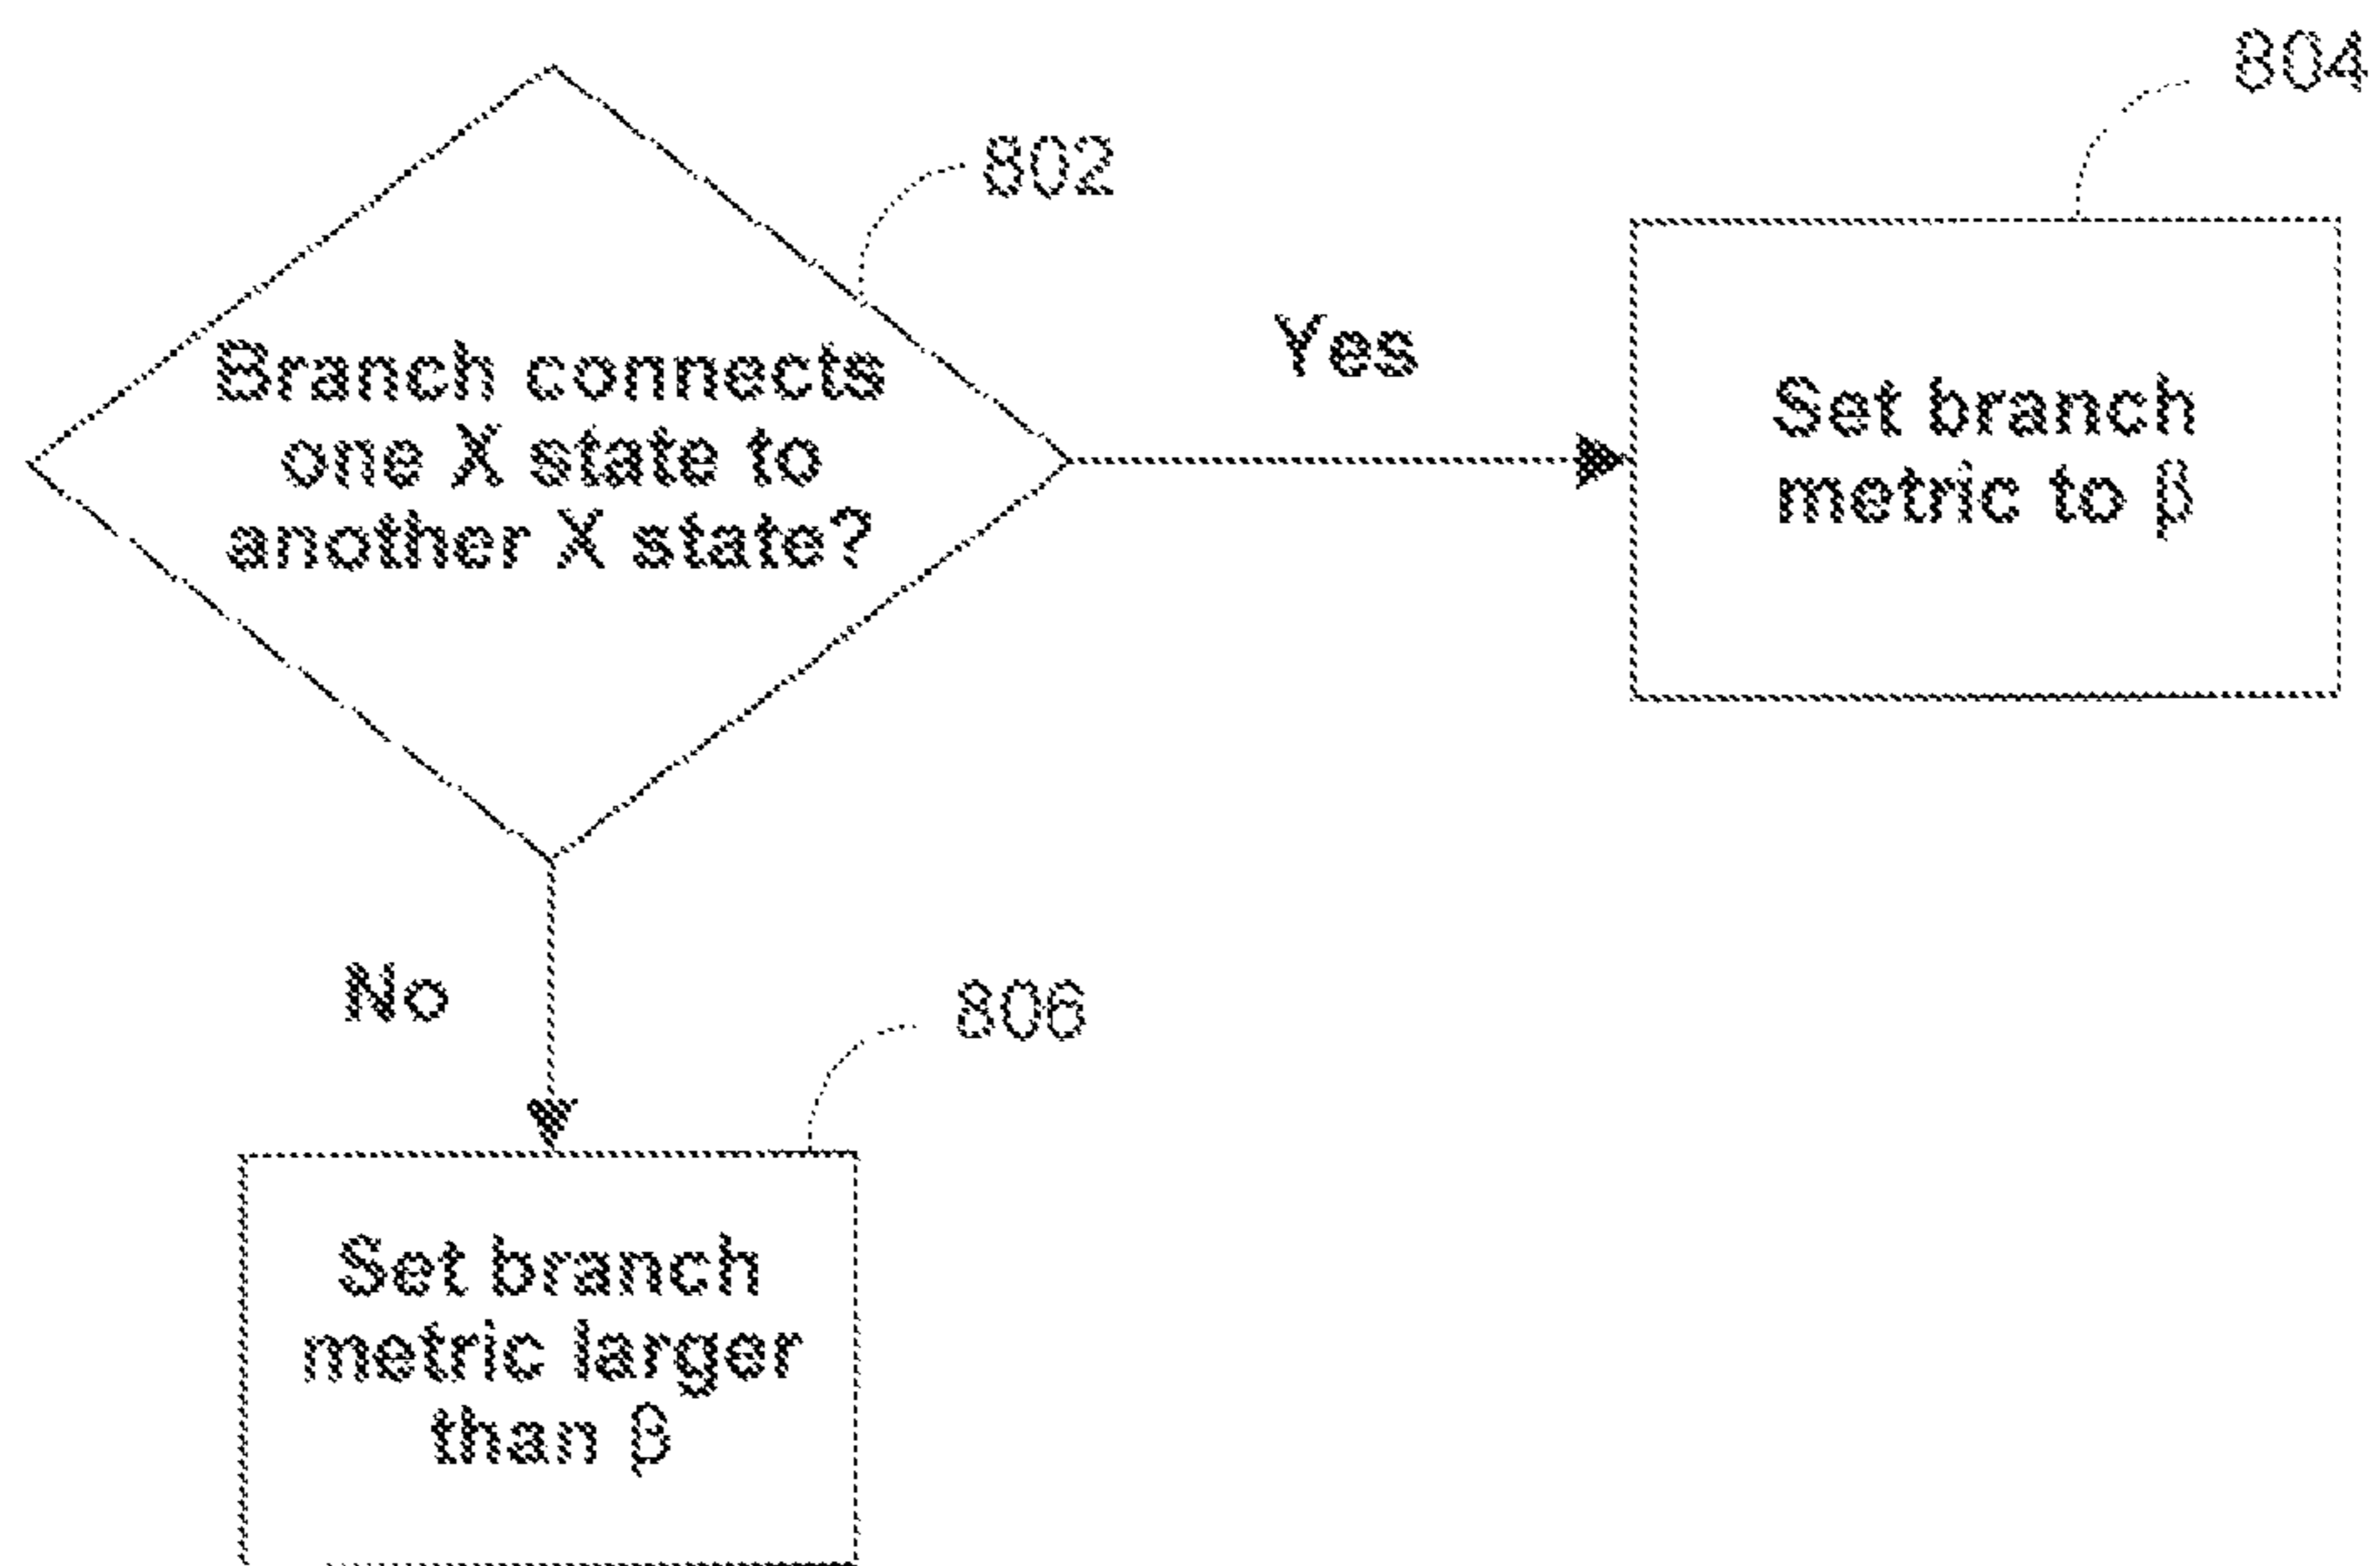 804
802
Branch connects
one X state to
another X state?
Yes
Set branch
metric to β
No
806
Set branch
metric larger
than β